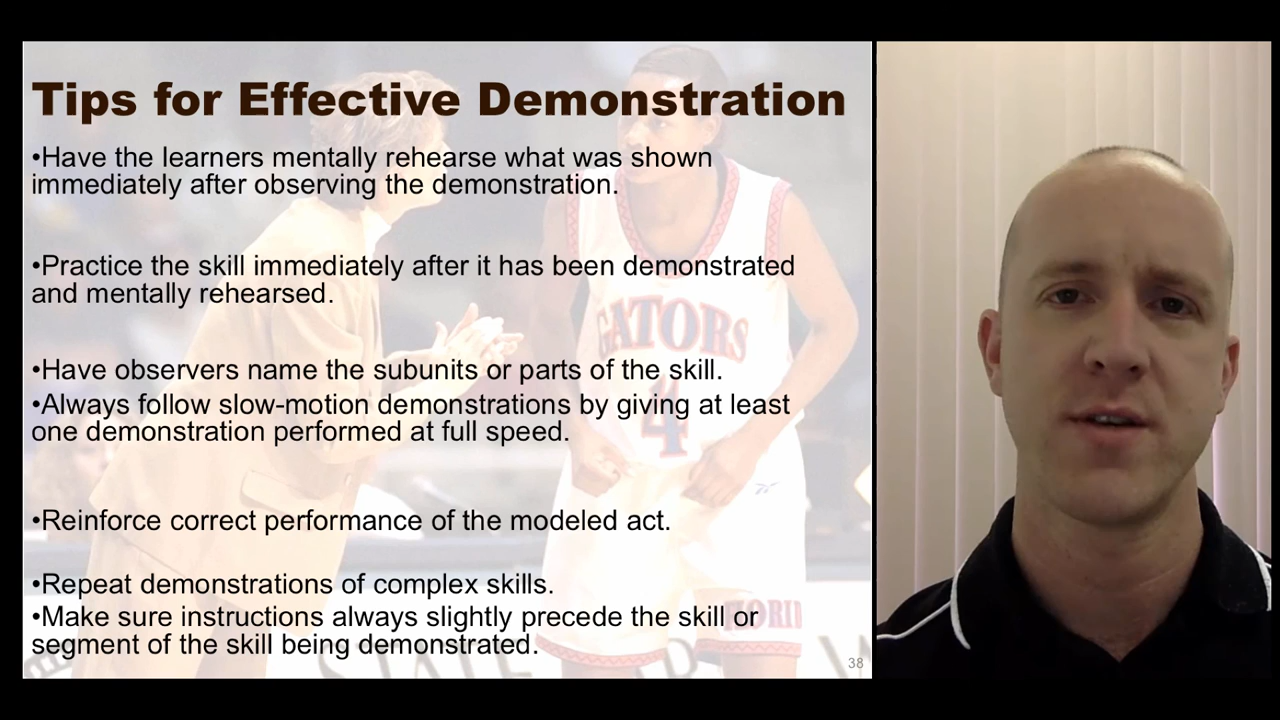 Tips for Effective Demonstration
•Have the learners mentally rehearse what was shown
immediately after observing the demonstration.
•Practice the skill immediately after it has been demonstrated
and mentally rehearsed.
•Have observers name the subunits or parts of the skill.
•Always follow slow-motion demonstrations by giving at least
one demonstration performed at full speed.
•Reinforce correct performance of the modeled act.
•Repeat demonstrations of complex skills.
•Make sure instructions always slightly precede the skill or
segment of the skill being demonstrated.
38
GATORS
4
FLORID
STATE